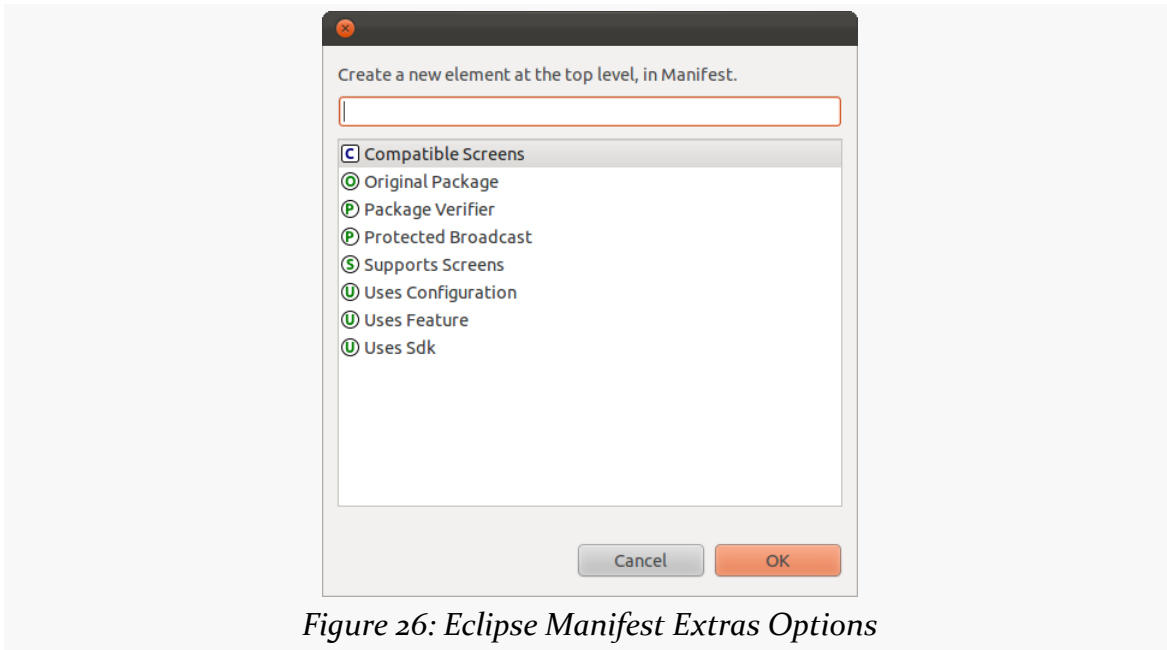 Create a new element at the top level, in Manifest.
C Compatible Screens
O Original Package
P Package Verifier
P Protected Broadcast
S Supports Screens
U Uses Configuration
U Uses Feature
U Uses Sdk
Cancel OK
Figure 26: Eclipse Manifest Extras Options